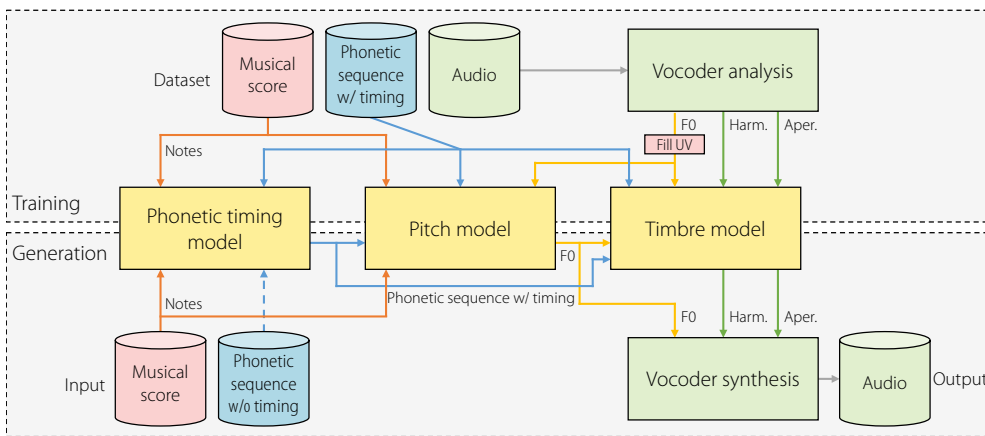 Dataset
Musical
score
Phonetic
sequence
w/ timing
Audio
Vocoder analysis
F0
Harm.
Aper.
Fill UV
Notes
Training
Phonetic timing
model
Pitch model
Timbre model
Generation
F0
Phonetic sequence w/ timing
Notes
F0
Harm.
Aper.
Input
Musical
score
Phonetic
sequence
w/o timing
Vocoder synthesis
Audio
Output